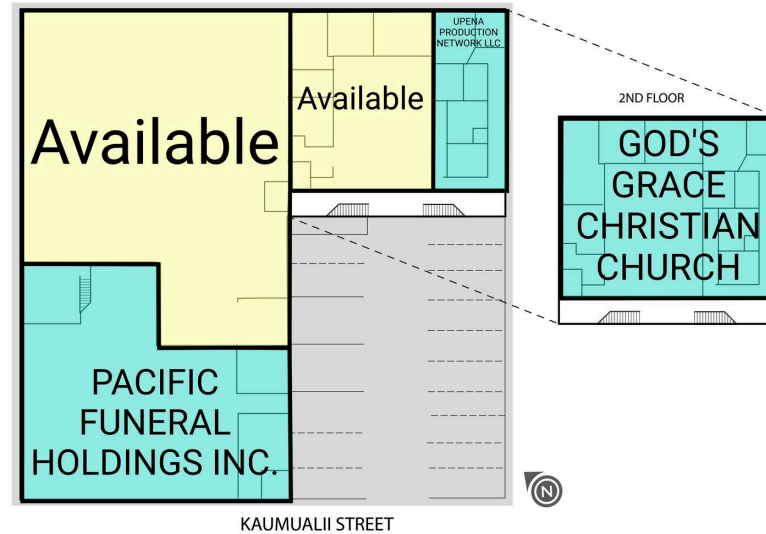 UPENA
PRODUCTION
NETWORK LLC
Available
Available
2ND FLOOR
GOD'S
GRACE
CHRISTIAN
CHURCH
PACIFIC
FUNERAL
HOLDINGS INC.
N
KAUMUALII STREET